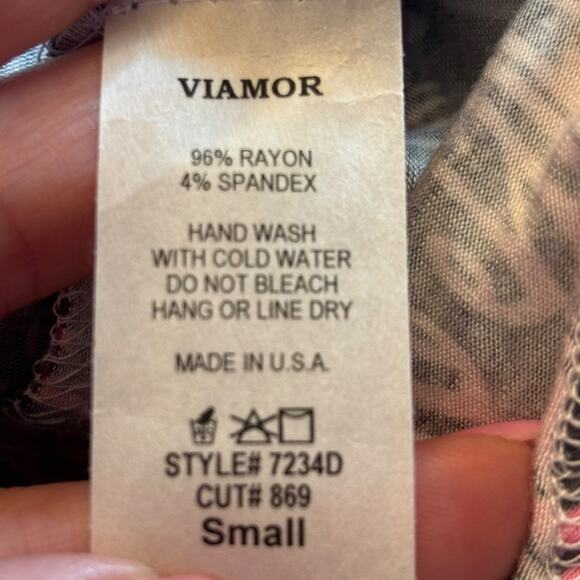 VIAMOR
96% RAYON
4% SPANDEX
HAND WASH
WITH COLD WATER
DO NOT BLEACH
HANG OR LINE DRY
MADE IN U.S.A.
STYLE# 7234D
CUT# 869
Small